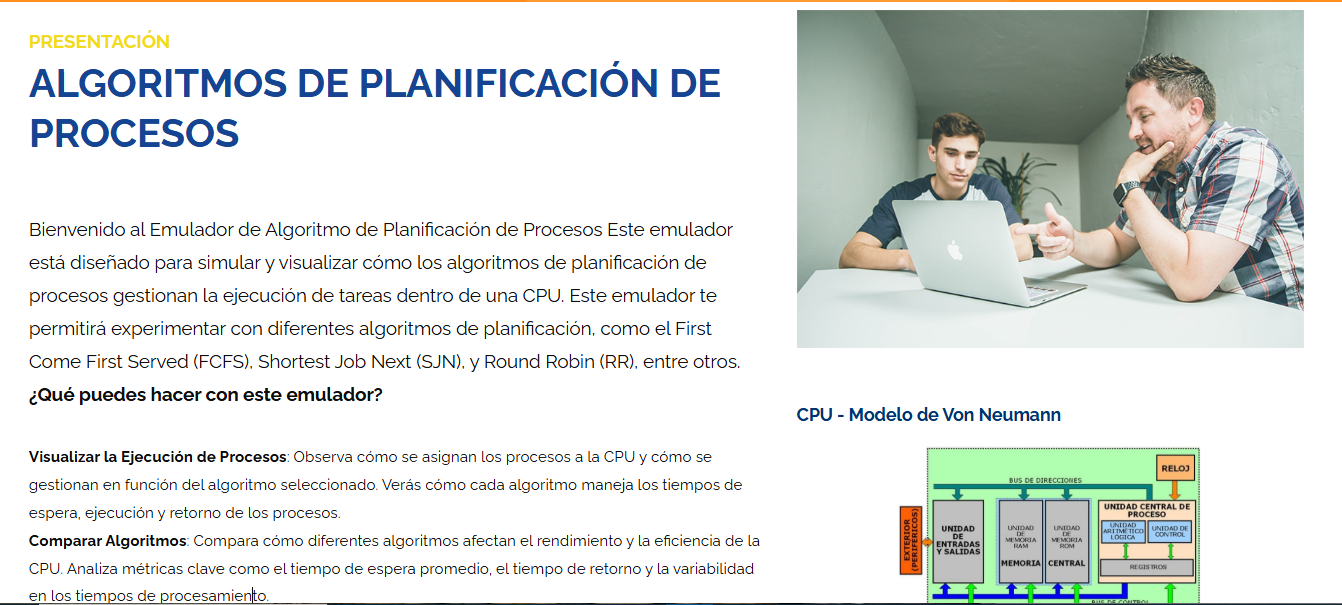 PRESENTACIÓN
ALGORITMOS DE PLANIFICACIÓN DE
PROCESOS
Bienvenido al Emulador de Algoritmo de Planificación de Procesos Este emulador
está diseñado para simular y visualizar cómo los algoritmos de planificación de
procesos gestionan la ejecución de tareas dentro de una CPU. Este emulador te
permitirá experimentar con diferentes algoritmos de planificación, como el First
Come First Served (FCFS), Shortest Job Next (SJN), y Round Robin (RR), entre otros.
¿Qué puedes hacer con este emulador?
Visualizar la Ejecución de Procesos: Observa cómo se asignan los procesos a la CPU y cómo se
gestionan en función del algoritmo seleccionado. Verás cómo cada algoritmo maneja los tiempos de
espera, ejecución y retorno de los procesos.
Comparar Algoritmos: Compara cómo diferentes algoritmos afectan el rendimiento y la eficiencia de la
CPU. Analiza métricas clave como el tiempo de espera promedio, el tiempo de retorno y la variabilidad
en los tiempos de procesamiento.
CPU - Modelo de Von Neumann
RELOJ
BUS DE DIRECCIONES
EXTERIOR
(PERIFERICOS)
UNIDAD
DE
ENTRADAS
Y SALIDAS
UNIDAD
DE
MEMORIA
RAM
UNIDAD
DE
MEMORIA
ROM
MEMORIA CENTRAL
UNIDAD CENTRAL DE
PROCESO
UNIDAD
ARITMÉTICO
LÓGICA
UNIDAD DE
CONTROL
REGISTROS
BUS DE CONTROL